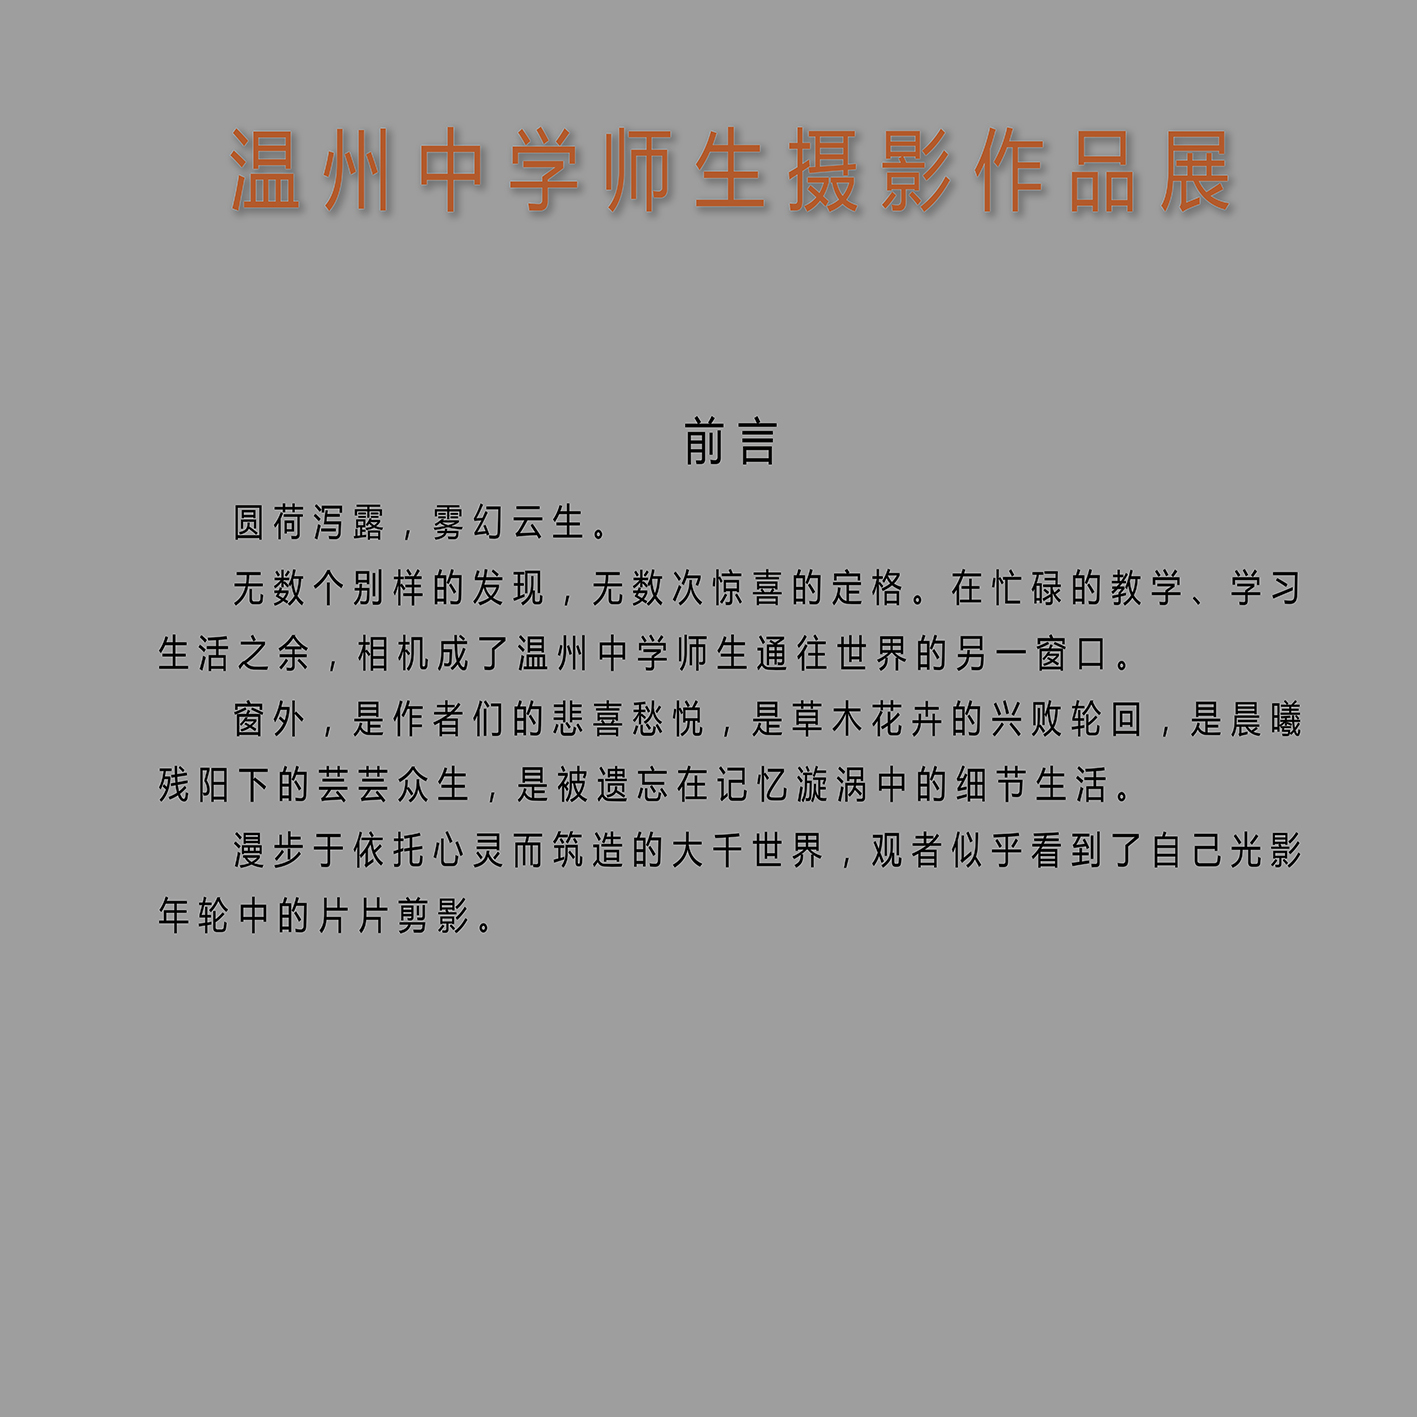 温州中学师生摄影作品展
前言
圆荷泻露，雾幻云生。
无数个别样的发现，无数次惊喜的定格。在忙碌的教学、学习
生活之余，相机成了温州中学师生通往世界的另一窗口。
窗外，是作者们的悲喜愁悦，是草木花卉的兴败轮回，是晨曦
残阳下的芸芸众生，是被遗忘在记忆漩涡中的细节生活。
漫步于依托心灵而筑造的大千世界，观者似乎看到了自己光影
年轮中的片片剪影。